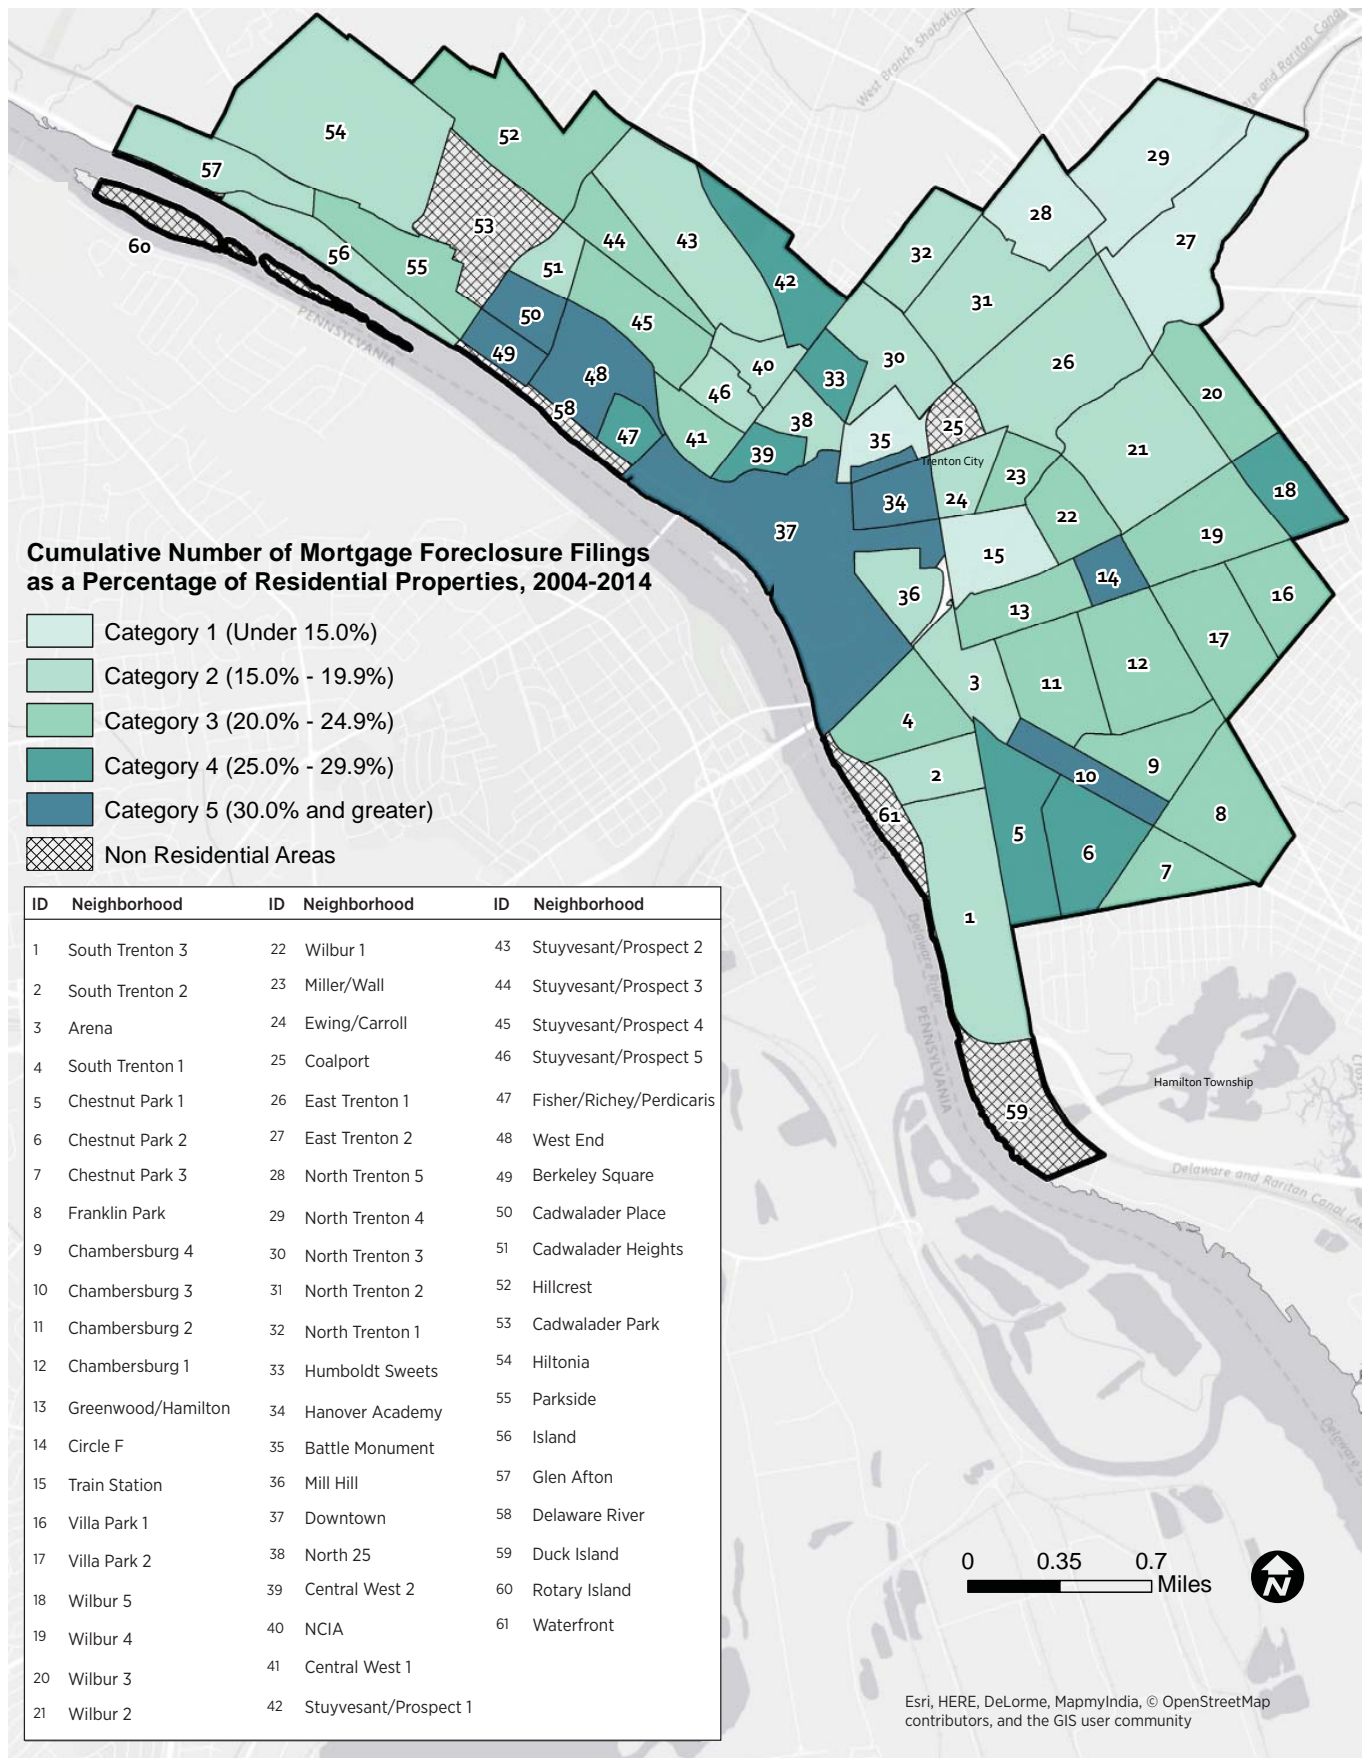 West Branch Shabaku
re and Raritan Cana
54
52
29
57
28
53
27
60
44
43
32
56
55
51
42
31
50
45
PENNSYLVANIA
49
48
40
33
30
26
46
20
58
38
47
41
39
35
25
21
Trenton City
23
18
34
24
22
37
19
15
14
36
13
16
17
12
3
11
4
2
10
9
61
5
6
8
7
1
59
Cumulative Number of Mortgage Foreclosure Filings
as a Percentage of Residential Properties, 2004-2014
Category 1 (Under 15.0%)
Category 2 (15.0% - 19.9%)
Category 3 (20.0% - 24.9%)
Category 4 (25.0% - 29.9%)
Category 5 (30.0% and greater)
Non Residential Areas
JERSEY
Delaware River
PENNSYLVANIA
Hamilton Township
Delaware and Raritan Canal (A
Delaware
ID Neighborhood ID Neighborhood ID Neighborhood
1 South Trenton 3 22 Wilbur 1 43 Stuyvesant/Prospect 2
2 South Trenton 2 23 Miller/Wall 44 Stuyvesant/Prospect 3
3 Arena 24 Ewing/Carroll 45 Stuyvesant/Prospect 4
4 South Trenton 1 25 Coalport 46 Stuyvesant/Prospect 5
5 Chestnut Park 1 26 East Trenton 1 47 Fisher/Richey/Perdicaris
6 Chestnut Park 2 27 East Trenton 2 48 West End
7 Chestnut Park 3 28 North Trenton 5 49 Berkeley Square
8 Franklin Park 29 North Trenton 4 50 Cadwalader Place
9 Chambersburg 4 30 North Trenton 3 51 Cadwalader Heights
10 Chambersburg 3 31 North Trenton 2 52 Hillcrest
11 Chambersburg 2 32 North Trenton 1 53 Cadwalader Park
12 Chambersburg 1 33 Humboldt Sweets 54 Hiltonia
13 Greenwood/Hamilton 34 Hanover Academy 55 Parkside
14 Circle F 35 Battle Monument 56 Island
15 Train Station 36 Mill Hill 57 Glen Afton
16 Villa Park 1 37 Downtown 58 Delaware River
17 Villa Park 2 38 North 25 59 Duck Island
18 Wilbur 5 39 Central West 2 60 Rotary Island
19 Wilbur 4 40 NCIA 61 Waterfront
20 Wilbur 3 41 Central West 1
21 Wilbur 2 42 Stuyvesant/Prospect 1
0 0.35 0.7
Miles
N
Esri, HERE, DeLorme, MapmyIndia, © OpenStreetMap
contributors, and the GIS user community